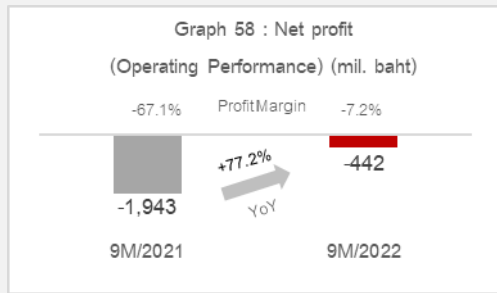 Graph 58 : Net profit
(Operating Performance) (mil. baht)
-67.1% ProfitMargin -7.2%
+77.2%
YoY
-1,943
-442
9M/2021 9M/2022